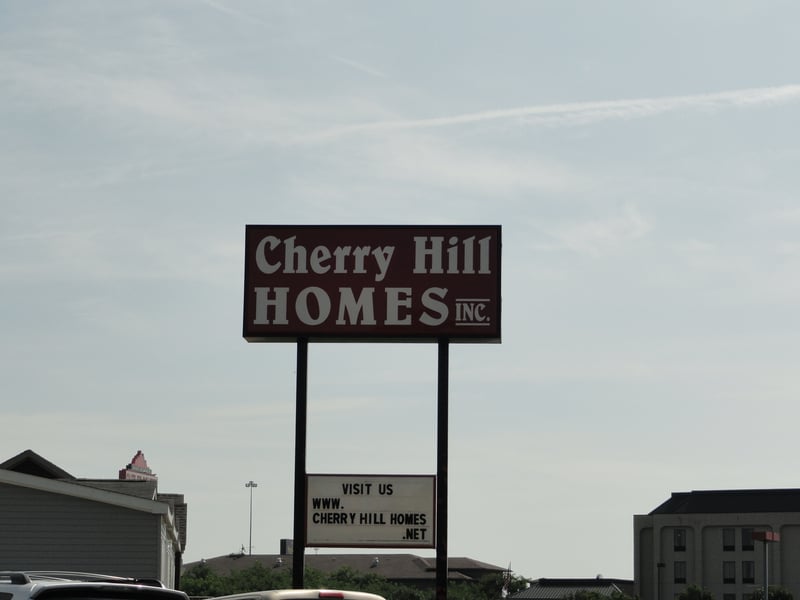 Cherry Hill
HOMES INC.
VISIT US
WWW.
CHERRY HILL HOMES
.NET